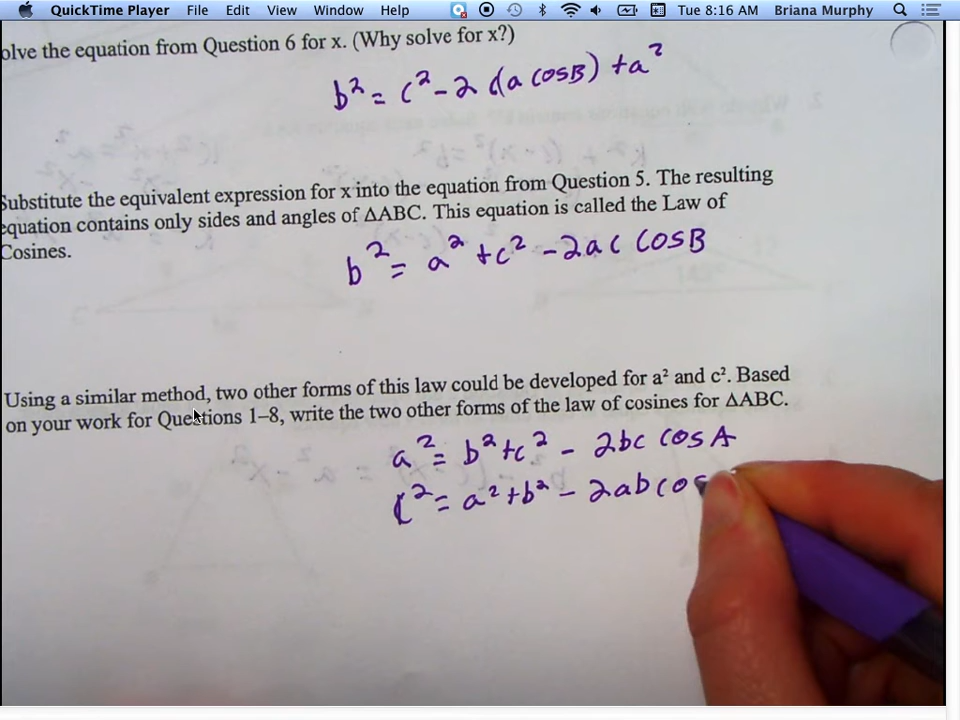 QuickTime Player File Edit View Window Help Tue 8:16 AM Briana Murphy
olve the equation from Question 6 for x. (Why solve for x?)
b² = c² - 2 c(a cosB) + a²
Substitute the equivalent expression for x into the equation from Question 5. The resulting
equation contains only sides and angles of ΔABC. This equation is called the Law of
Cosines.
b² = a² + c² - 2ac cosB
Using a similar method, two other forms of this law could be developed for a² and c². Based
on your work for Questions 1–8, write the two other forms of the law of cosines for ΔABC.
a² = b² + c² - 2bc cos A
c² = a² + b² - 2ab cos